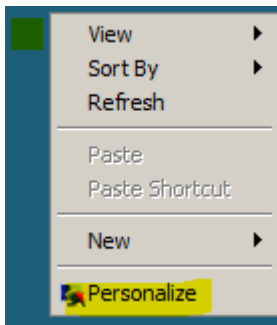 View
Sort By
Refresh
Paste
Paste Shortcut
New
Personalize